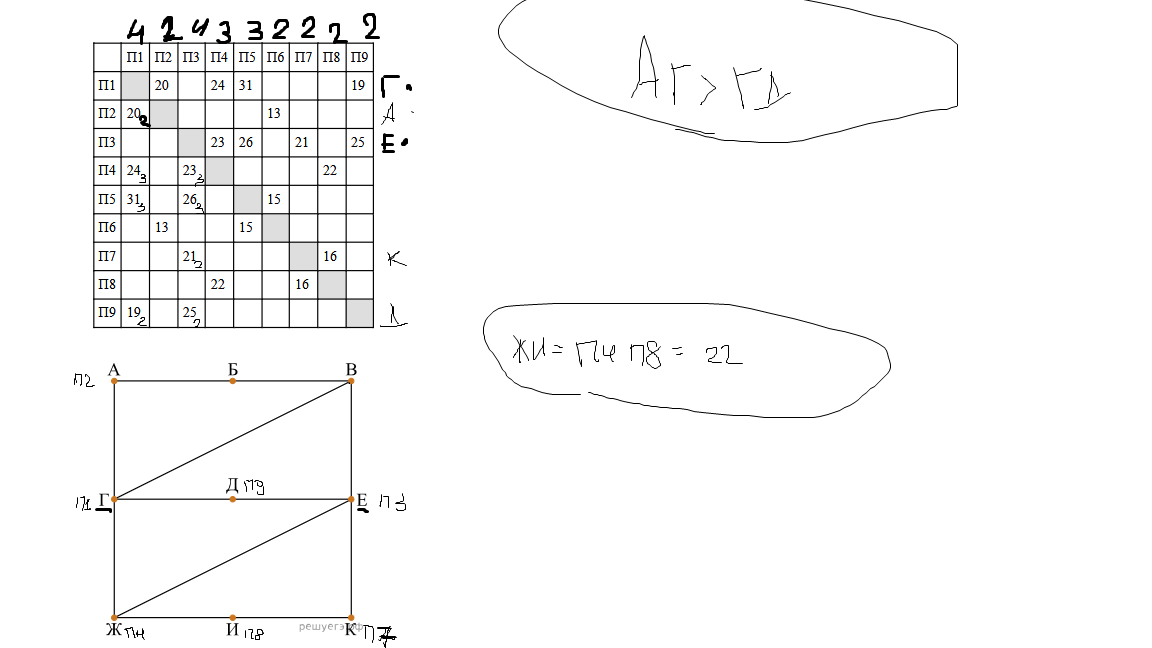 4 2 4 3 3 2 2 2 2
П1 П2 П3 П4 П5 П6 П7 П8 П9
П1 20 24 31 19 Г
П2 20 2 13 А
П3 23 26 21 25 Е
П4 24 3 23 3 22
П5 31 3 26 3 15
П6 13 15
П7 21 2 16 К
П8 22 16
П9 19 2 25 2 Д
АГ > ГД
ЖИ = П4 П8 = 22
П2 А Б В
П1 Г Д П9 Е П3
Ж П4 И П8 К П7
решуегэ.рф